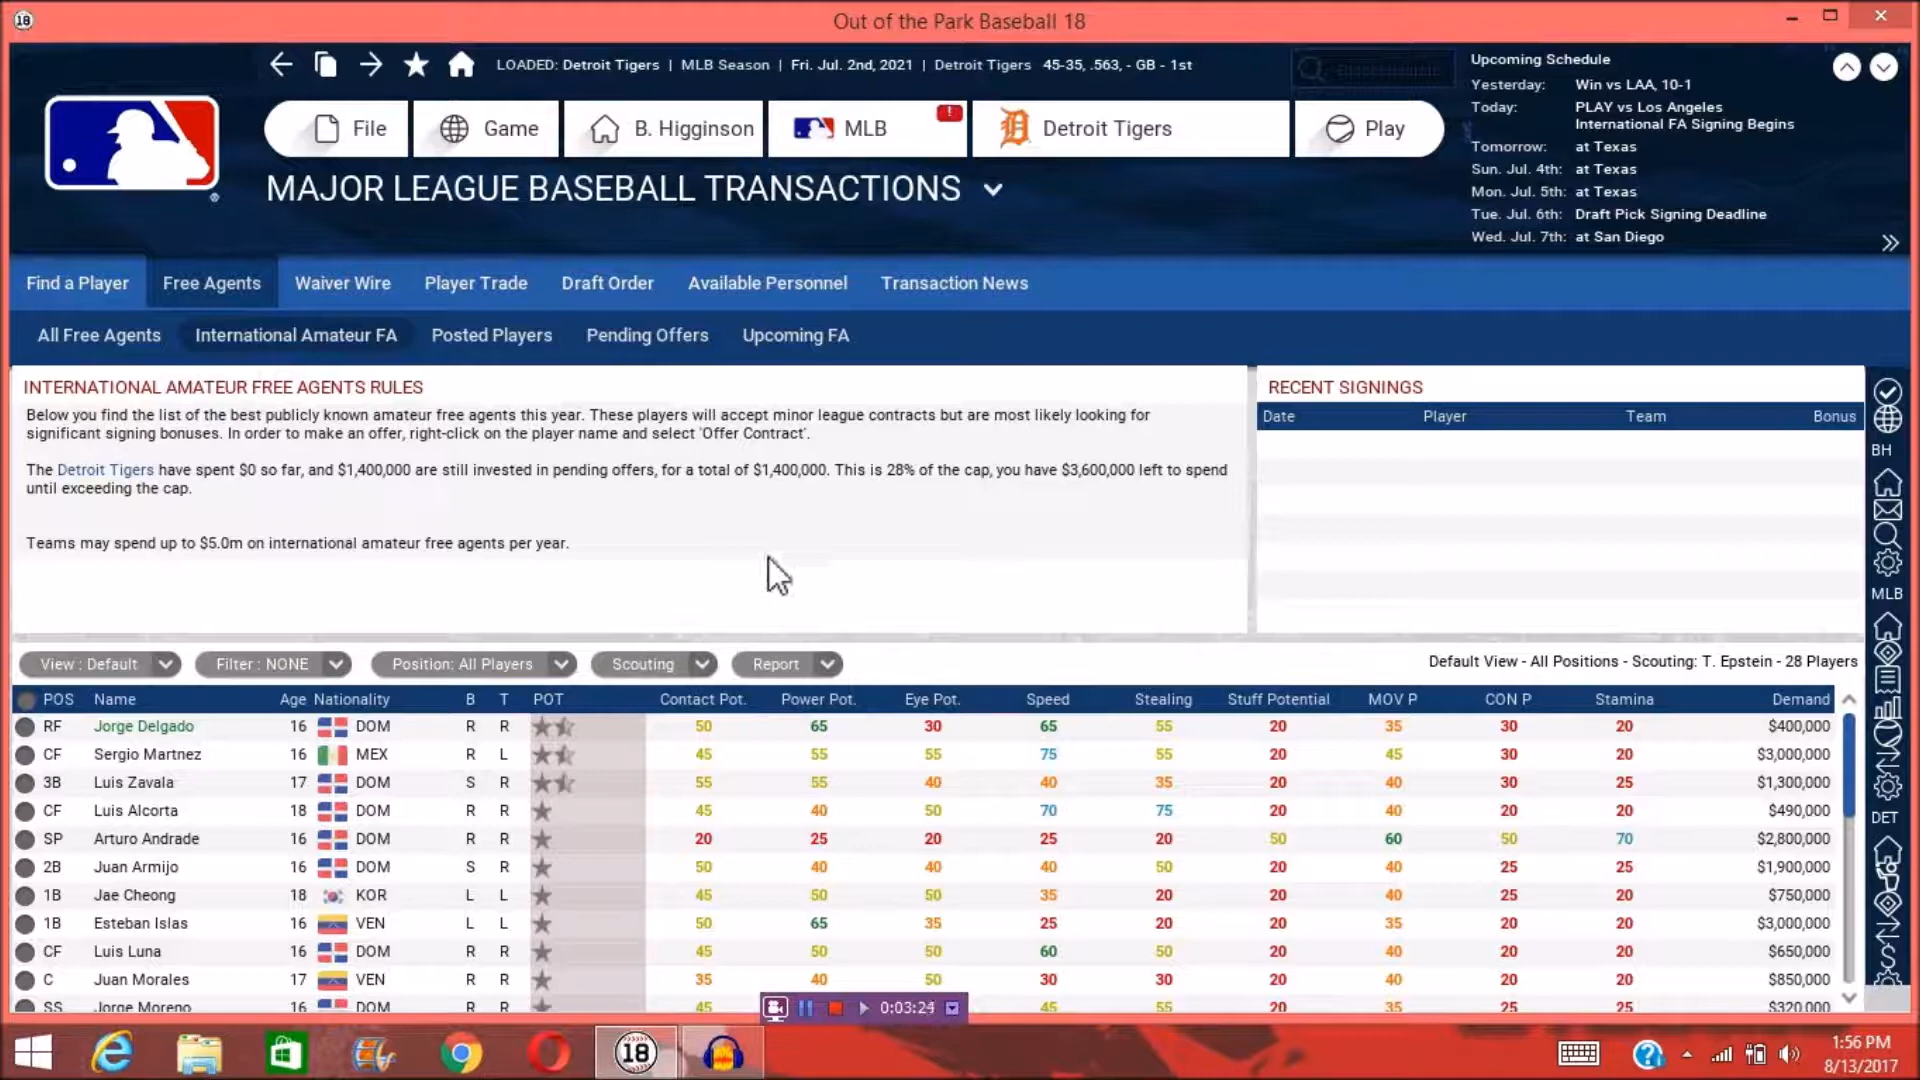 Out of the Park Baseball 18
LOADED: Detroit Tigers | MLB Season | Fri. Jul. 2nd, 2021 | Detroit Tigers 45-35, .563, - GB - 1st
File
Game
B. Higginson
MLB
Detroit Tigers
Play
MAJOR LEAGUE BASEBALL TRANSACTIONS
Upcoming Schedule
Yesterday: Win vs LAA, 10-1
Today: PLAY vs Los Angeles
International FA Signing Begins
Tomorrow: at Texas
Sun. Jul. 4th: at Texas
Mon. Jul. 5th: at Texas
Tue. Jul. 6th: Draft Pick Signing Deadline
Wed. Jul. 7th: at San Diego
Find a Player Free Agents Waiver Wire Player Trade Draft Order Available Personnel Transaction News
All Free Agents International Amateur FA Posted Players Pending Offers Upcoming FA
INTERNATIONAL AMATEUR FREE AGENTS RULES
Below you find the list of the best publicly known amateur free agents this year. These players will accept minor league contracts but are most likely looking for
significant signing bonuses. In order to make an offer, right-click on the player name and select 'Offer Contract'.
The Detroit Tigers have spent $0 so far, and $1,400,000 are still invested in pending offers, for a total of $1,400,000. This is 28% of the cap, you have $3,600,000 left to spend
until exceeding the cap.
Teams may spend up to $5.0m on international amateur free agents per year.
RECENT SIGNINGS
Date Player Team Bonus
BH
MLB
DET
View : Default Filter : NONE Position: All Players Scouting Report
Default View - All Positions - Scouting: T. Epstein - 28 Players
POS Name Age Nationality B T POT Contact Pot. Power Pot. Eye Pot. Speed Stealing Stuff Potential MOV P CON P Stamina Demand
RF Jorge Delgado 16 DOM R R 50 65 30 65 55 20 35 30 20 $400,000
CF Sergio Martnez 16 MEX R L 45 55 55 75 55 20 45 30 20 $3,000,000
3B Luis Zavala 17 DOM S R 55 55 40 40 35 20 40 30 25 $1,300,000
CF Luis Alcorta 18 DOM R R 45 40 50 70 75 20 40 20 20 $490,000
SP Arturo Andrade 16 DOM R R 20 25 20 25 20 50 60 50 70 $2,800,000
2B Juan Armijo 16 DOM S R 50 40 40 40 50 20 40 25 25 $1,900,000
1B Jae Cheong 18 KOR L L 45 50 50 35 20 20 40 25 20 $750,000
1B Esteban Islas 16 VEN L L 50 65 35 25 20 20 35 20 20 $3,000,000
CF Luis Luna 16 DOM R R 45 50 50 60 50 20 40 20 20 $650,000
C Juan Morales 17 VEN R R 35 40 50 30 30 20 40 20 20 $850,000
SS Jorge Moreno 16 DOM R R 45 45 55 20 35 25 25 $320,000
0:03:24
18
1:56 PM
8/13/2017